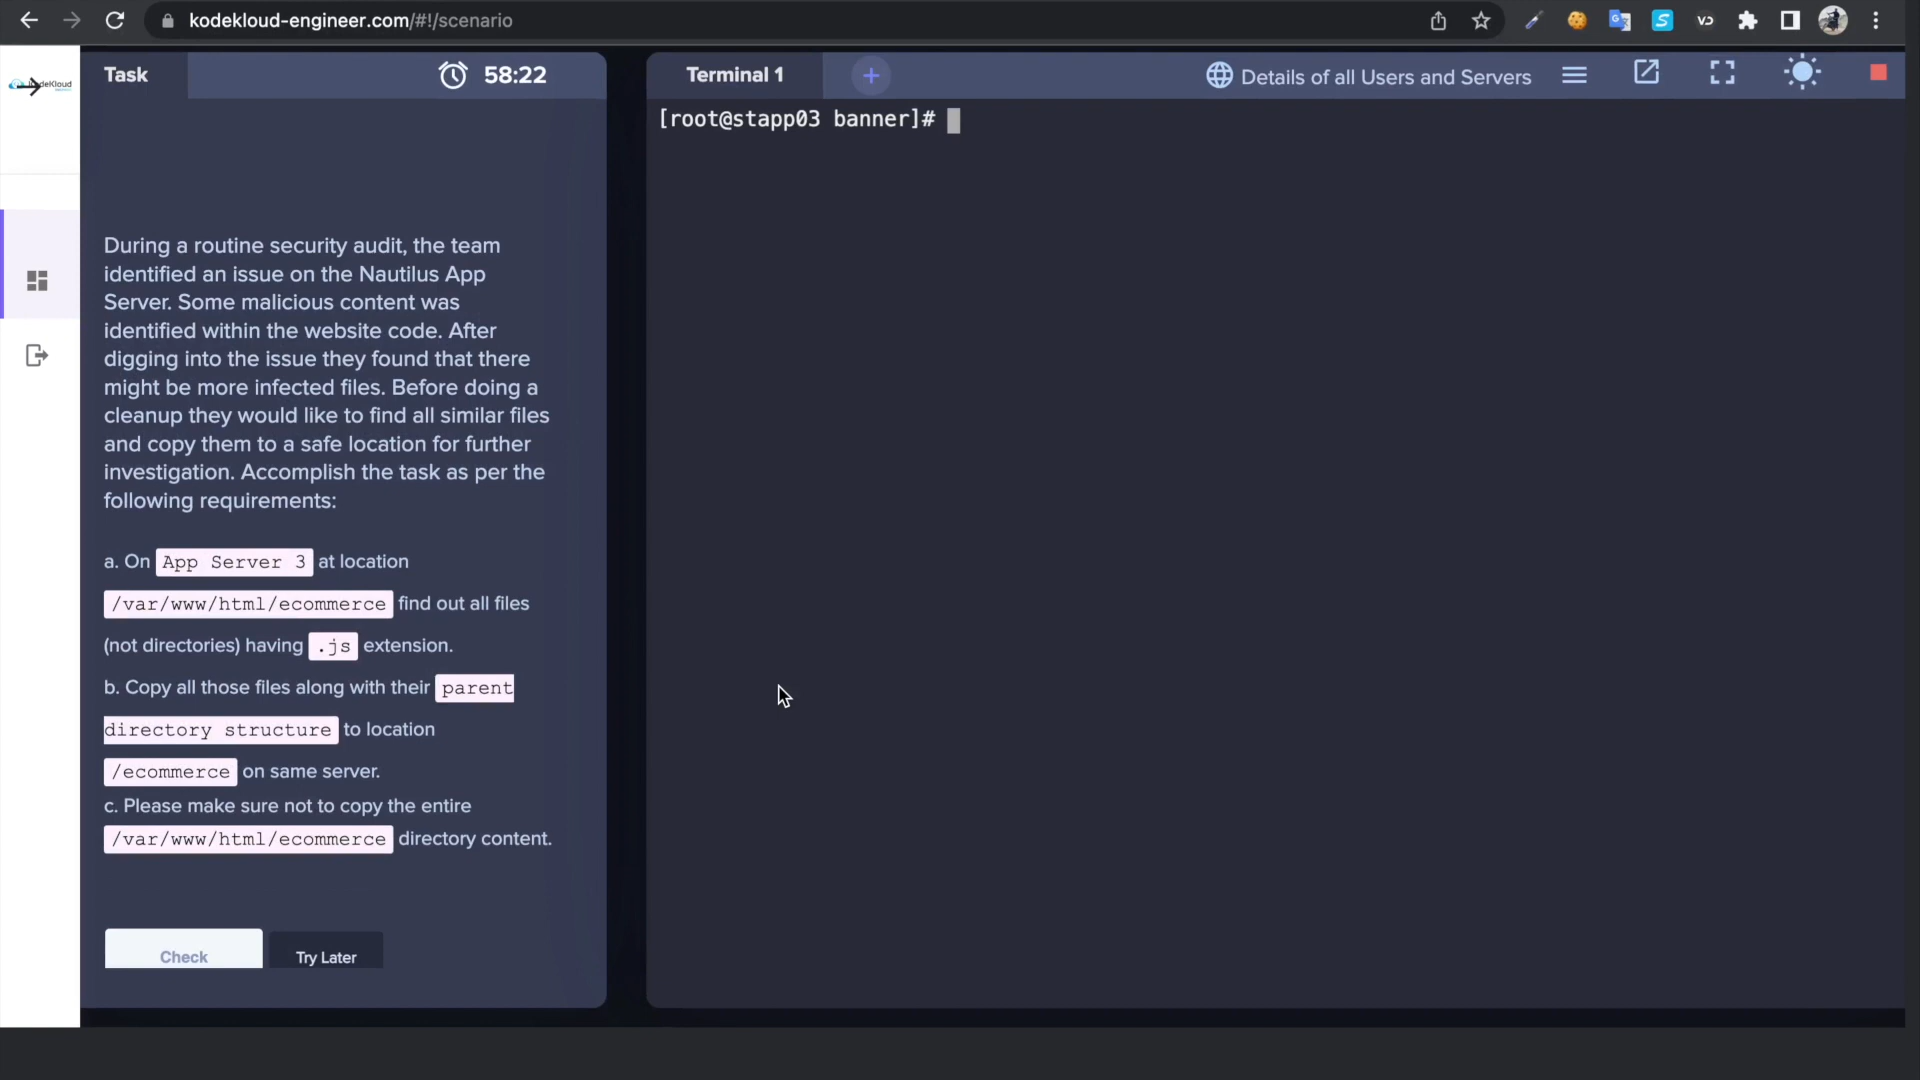 kodekloud-engineer.com/#!/scenario
Task
58:22
Terminal 1
+
Details of all Users and Servers
[root@stapp03 banner]#
During a routine security audit, the team
identified an issue on the Nautilus App
Server. Some malicious content was
identified within the website code. After
digging into the issue they found that there
might be more infected files. Before doing a
cleanup they would like to find all similar files
and copy them to a safe location for further
investigation. Accomplish the task as per the
following requirements:
a. On App Server 3 at location
/var/www/html/ecommerce find out all files
(not directories) having .js extension.
b. Copy all those files along with their parent
directory structure to location
/ecommerce on same server.
c. Please make sure not to copy the entire
/var/www/html/ecommerce directory content.
Check
Try Later